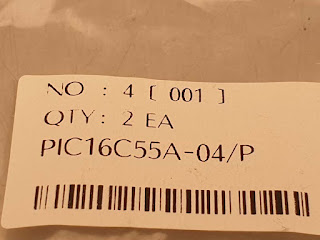 NO : 4 [ 001 ]
QTY : 2 EA
PIC16C55A-04/P